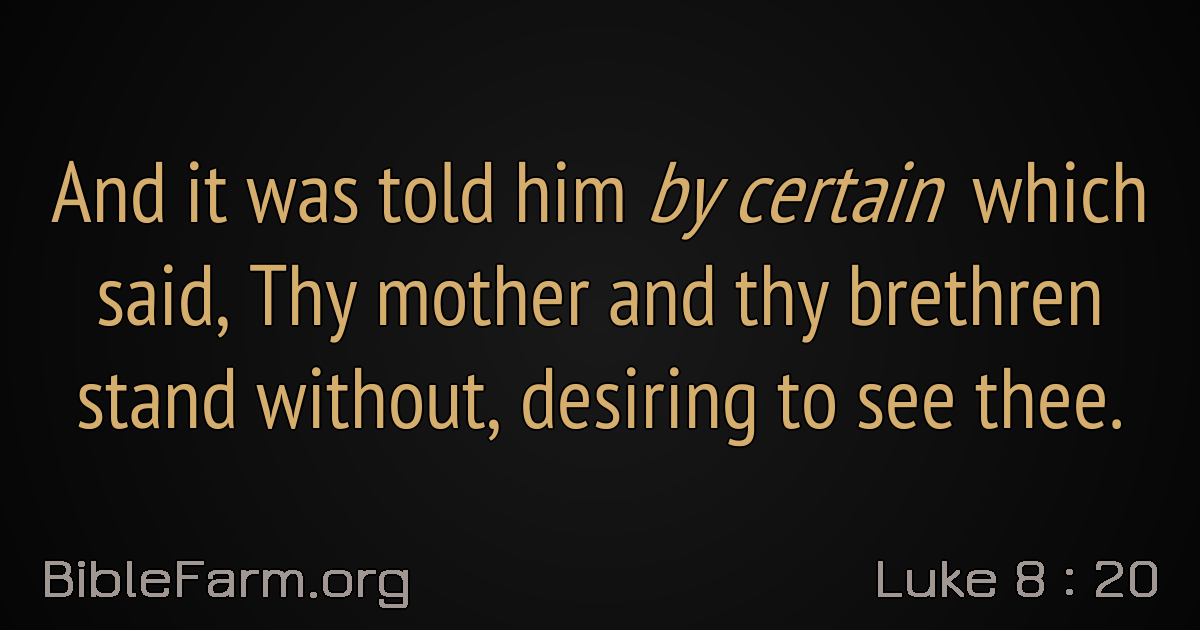 And it was told him by certain which
said, Thy mother and thy brethren
stand without, desiring to see thee.
BibleFarm.org
Luke 8 : 20